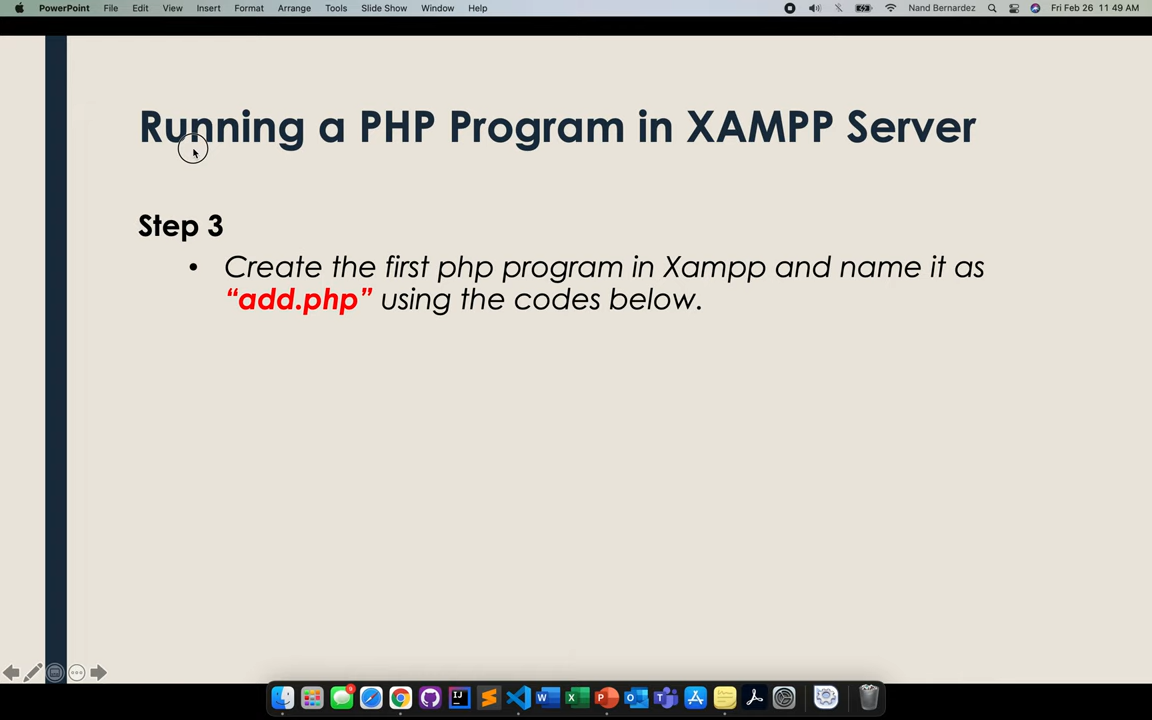 PowerPoint File Edit View Insert Format Arrange Tools Slide Show Window Help Nand Bernardez Fri Feb 26 11:49 AM
Running a PHP Program in XAMPP Server
Step 3
• Create the first php program in Xampp and name it as
“add.php” using the codes below.